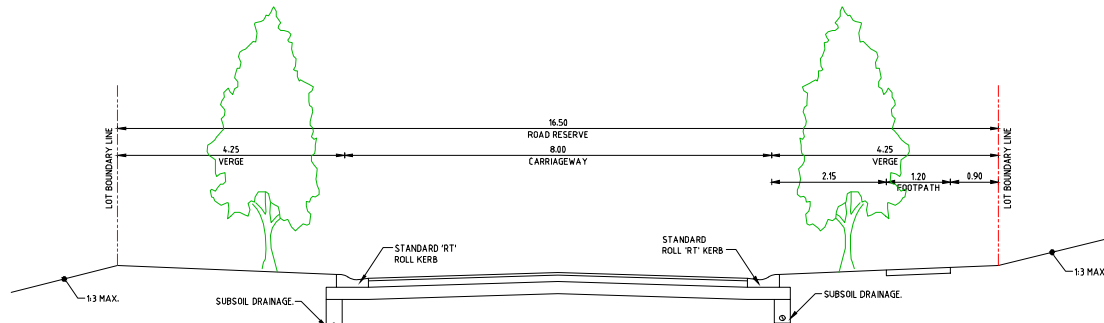 16.50
ROAD RESERVE
4.25
VERGE
8.00
CARRIAGEWAY
4.25
VERGE
2.15
1.20
FOOTPATH
0.90
LOT BOUNDARY LINE
LOT BOUNDARY LINE
STANDARD 'RT'
ROLL KERB
STANDARD
ROLL 'RT' KERB
1:3 MAX.
1:3 MAX.
SUBSOIL DRAINAGE.
SUBSOIL DRAINAGE.